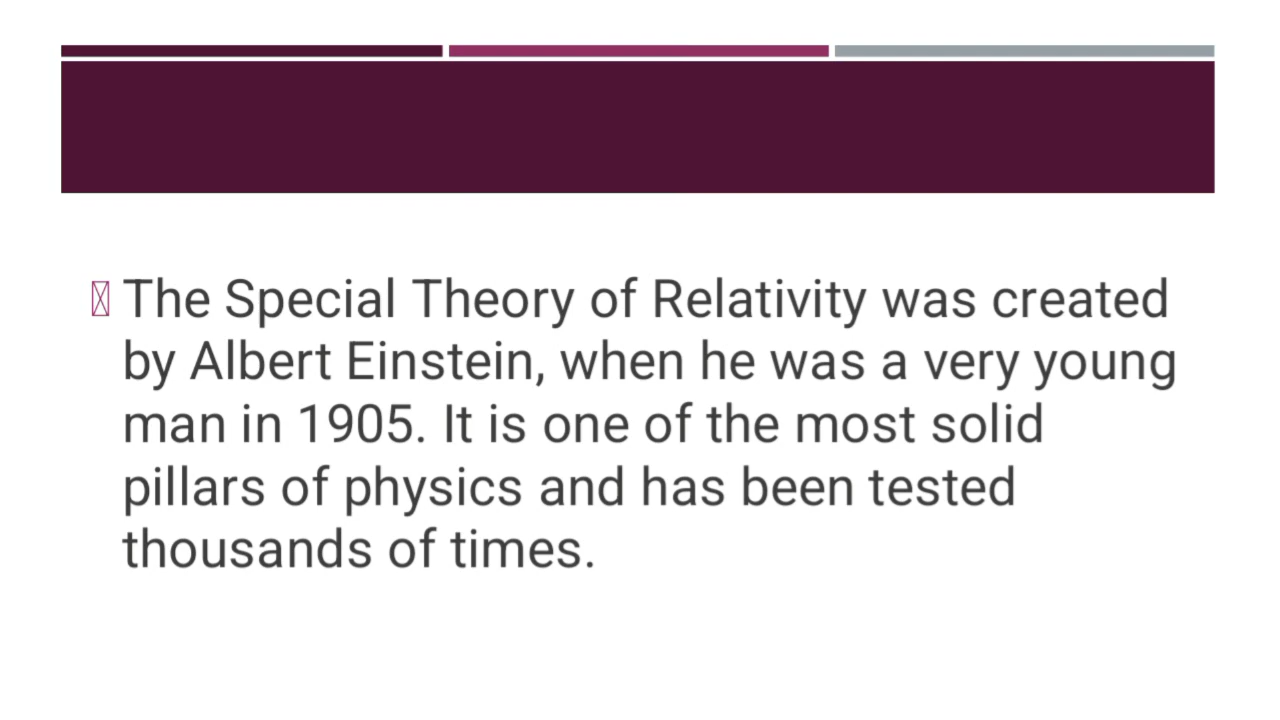 The Special Theory of Relativity was created
by Albert Einstein, when he was a very young
man in 1905. It is one of the most solid
pillars of physics and has been tested
thousands of times.